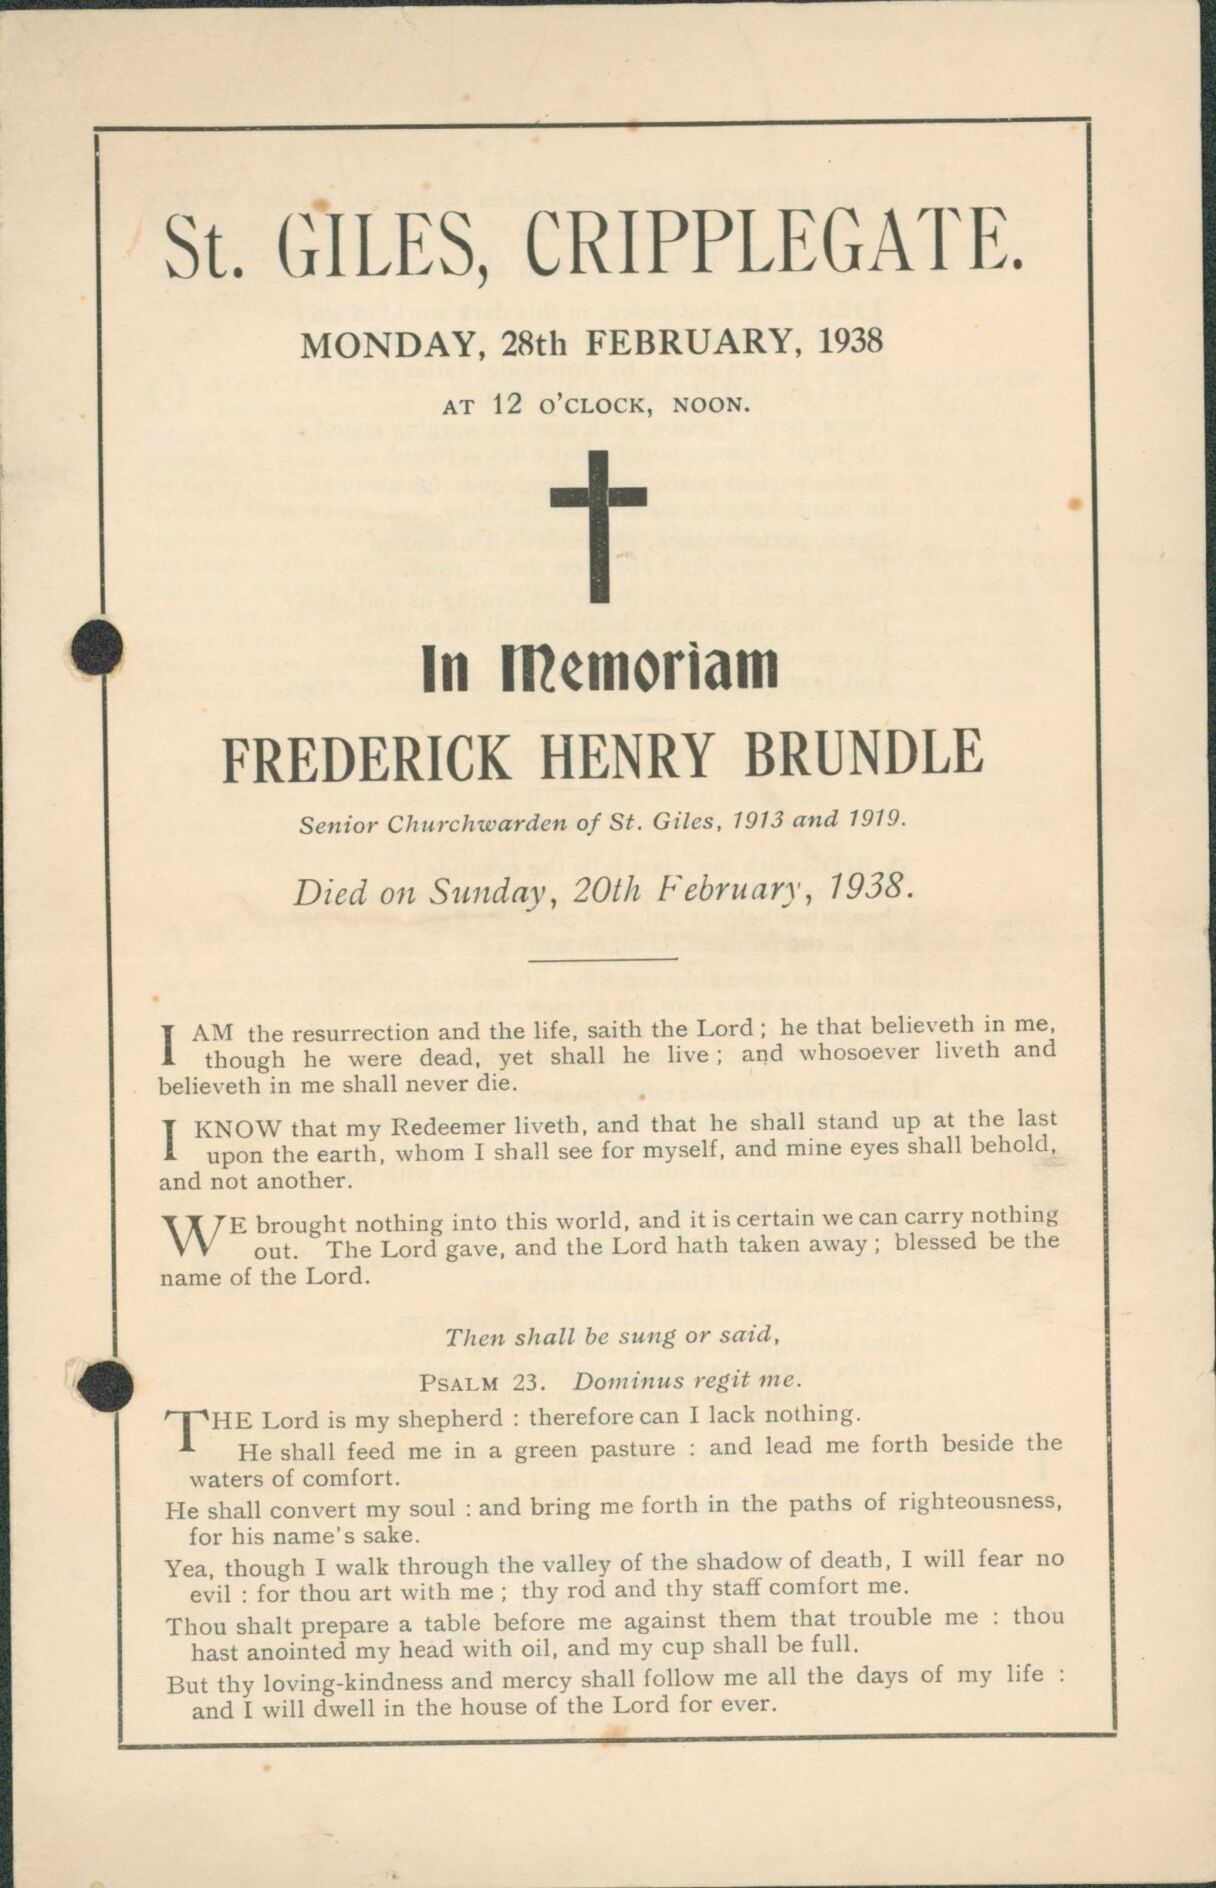 St. GILES, CRIPPLEGATE.
MONDAY, 28th FEBRUARY, 1938
AT 12 O'CLOCK, NOON.
In Memoriam
FREDERICK HENRY BRUNDLE
Senior Churchwarden of St. Giles, 1913 and 1919.
Died on Sunday, 20th February, 1938.
I AM the resurrection and the life, saith the Lord ; he that believeth in me,
though he were dead, yet shall he live ; and whosoever liveth and
believeth in me shall never die.
I KNOW that my Redeemer liveth, and that he shall stand up at the last
upon the earth, whom I shall see for myself, and mine eyes shall behold,
and not another.
WE brought nothing into this world, and it is certain we can carry nothing
out. The Lord gave, and the Lord hath taken away ; blessed be the
name of the Lord.
Then shall be sung or said,
PSALM 23. Dominus regit me.
THE Lord is my shepherd : therefore can I lack nothing.
He shall feed me in a green pasture : and lead me forth beside the
waters of comfort.
He shall convert my soul : and bring me forth in the paths of righteousness,
for his name's sake.
Yea, though I walk through the valley of the shadow of death, I will fear no
evil : for thou art with me ; thy rod and thy staff comfort me.
Thou shalt prepare a table before me against them that trouble me : thou
hast anointed my head with oil, and my cup shall be full.
But thy loving-kindness and mercy shall follow me all the days of my life :
and I will dwell in the house of the Lord for ever.